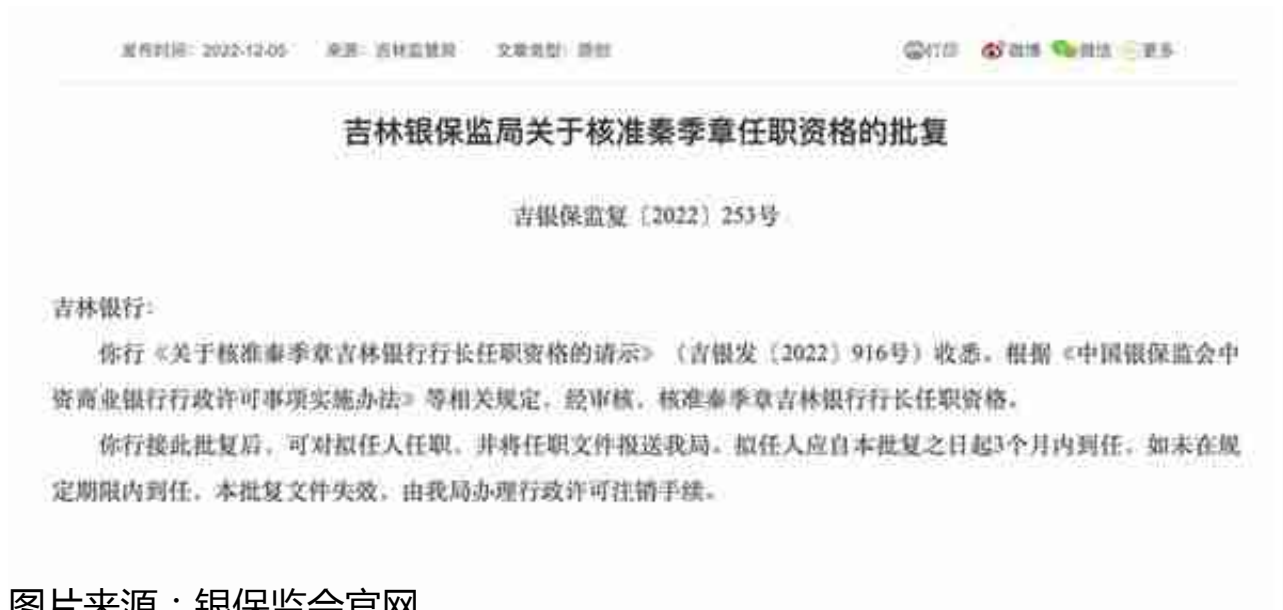 发布时间：2022-12-05 来源：吉林监管局 文章类型：原创 打印 微博 微信 更多
吉林银保监局关于核准秦季章任职资格的批复
吉银保监复〔2022〕253号
吉林银行：
你行《关于核准秦季章吉林银行行长任职资格的请示》（吉银发〔2022〕916号）收悉。根据《中国银保监会中
资商业银行行政许可事项实施办法》等相关规定，经审核，核准秦季章吉林银行行长任职资格。
你行接此批复后，可对拟任人任职，并将任职文件报送我局。拟任人应自本批复之日起3个月内到任，如未在规
定期限内到任，本批复文件失效，由我局办理行政许可注销手续。
图片来源：银保监会官网